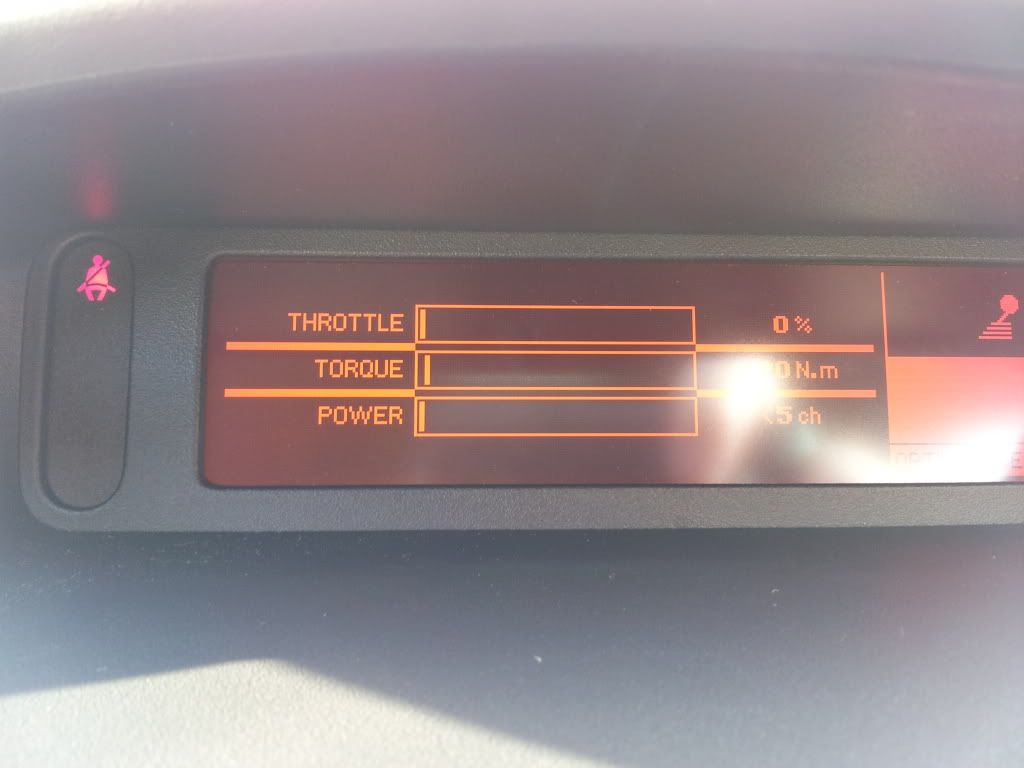 THROTTLE 0 %
TORQUE N.m
POWER 5 ch